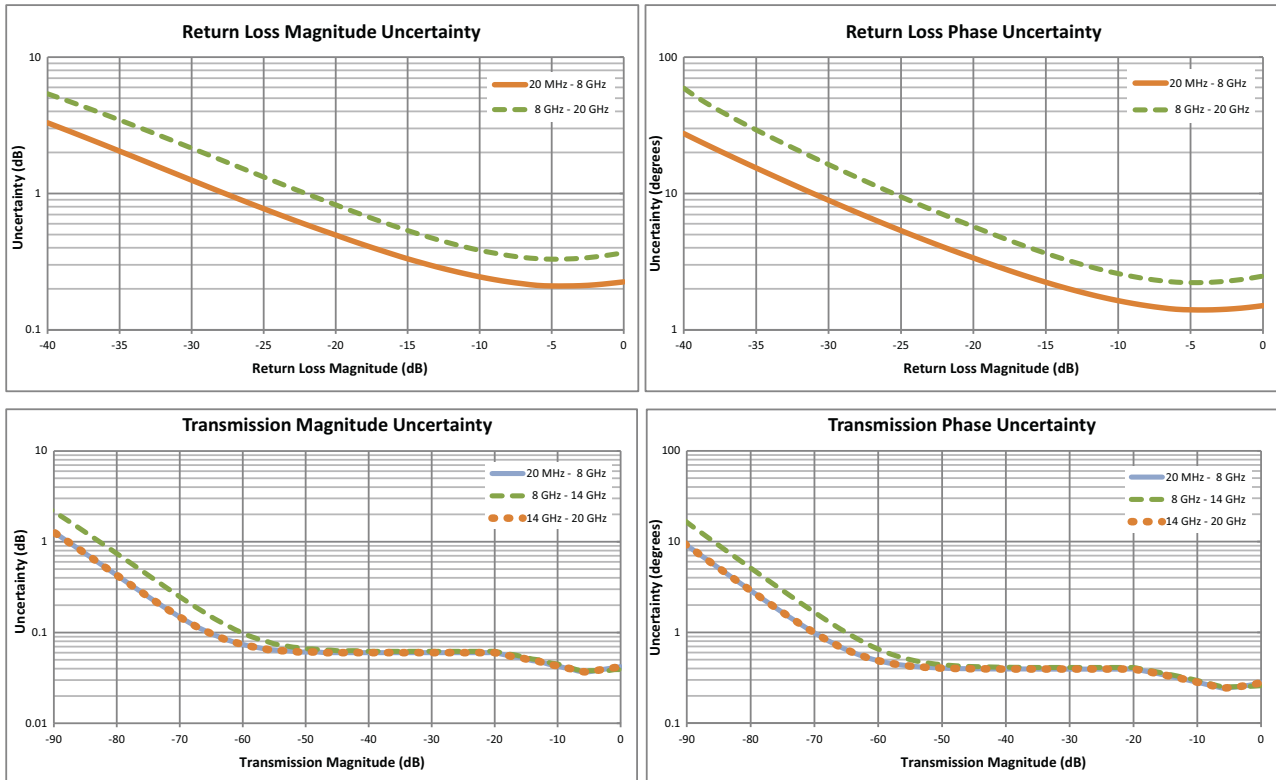 Return Loss Magnitude Uncertainty
10
1
0.1
Uncertainty (dB)
20 MHz - 8 GHz
8 GHz - 20 GHz
-40 -35 -30 -25 -20 -15 -10 -5 0
Return Loss Magnitude (dB)
Return Loss Phase Uncertainty
100
10
1
Uncertainty (degrees)
20 MHz - 8 GHz
8 GHz - 20 GHz
-40 -35 -30 -25 -20 -15 -10 -5 0
Return Loss Magnitude (dB)
Transmission Magnitude Uncertainty
10
1
0.1
0.01
Uncertainty (dB)
20 MHz - 8 GHz
8 GHz - 14 GHz
14 GHz - 20 GHz
-90 -80 -70 -60 -50 -40 -30 -20 -10 0
Transmission Magnitude (dB)
Transmission Phase Uncertainty
100
10
1
0.1
Uncertainty (degrees)
20 MHz - 8 GHz
8 GHz - 14 GHz
14 GHz - 20 GHz
-90 -80 -70 -60 -50 -40 -30 -20 -10 0
Transmission Magnitude (dB)